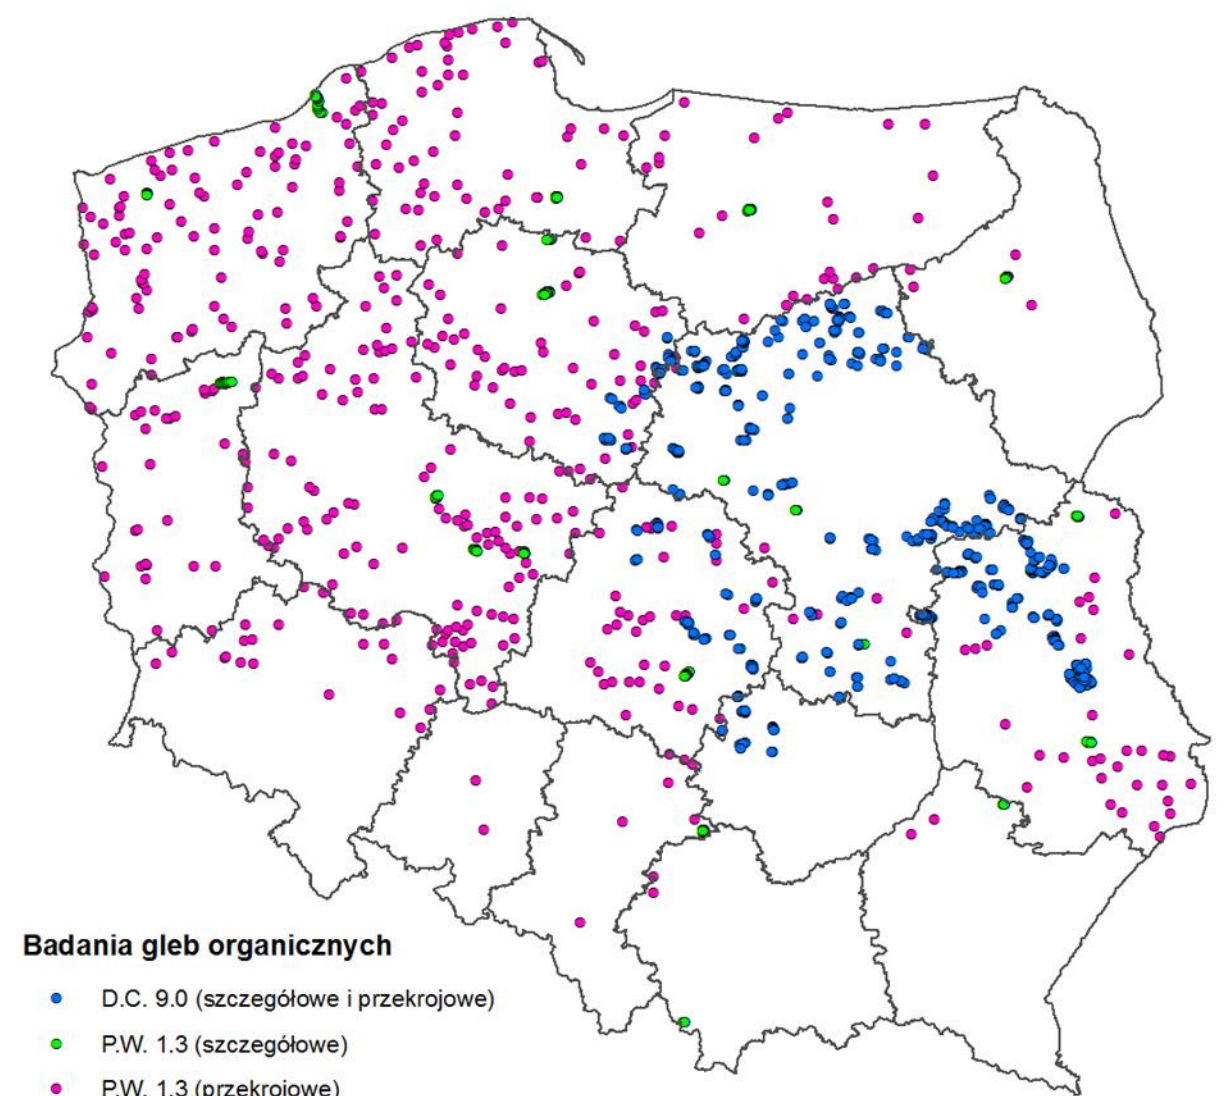 Badania gleb organicznych
D.C. 9.0 (szczegółowe i przekrojowe)
P.W. 1.3 (szczegółowe)
P.W. 1.3 (przekrojowe)